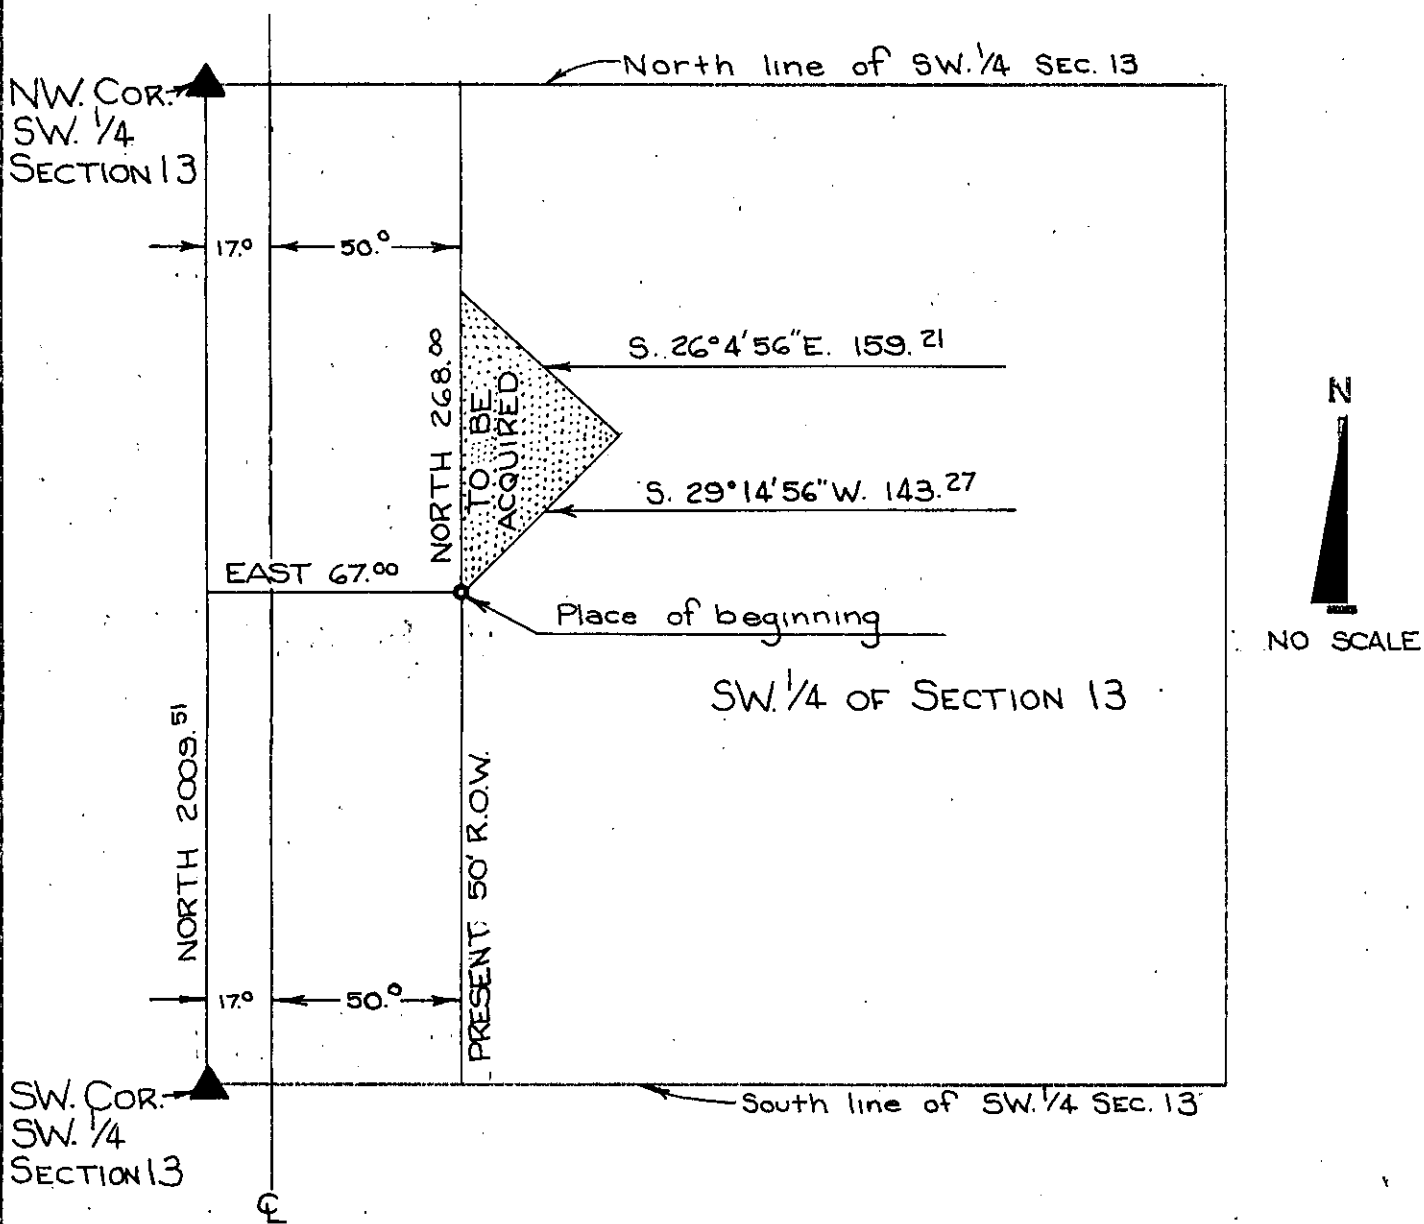 North line of SW. 1/4 SEC. 13
NW. COR.
SW. 1/4
SECTION 13
17.0
50.0
S. 26°4'56"E. 159.21
NORTH 268.00
TO BE
ACQUIRED
N
S. 29°14'56"W. 143.27
EAST 67.00
Place of beginning
NO SCALE
SW. 1/4 OF SECTION 13
NORTH 2009.51
PRESENT 50' R.O.W.
17.0
50.0
SW. COR.
SW. 1/4
SECTION 13
South line of SW. 1/4 SEC. 13
℄